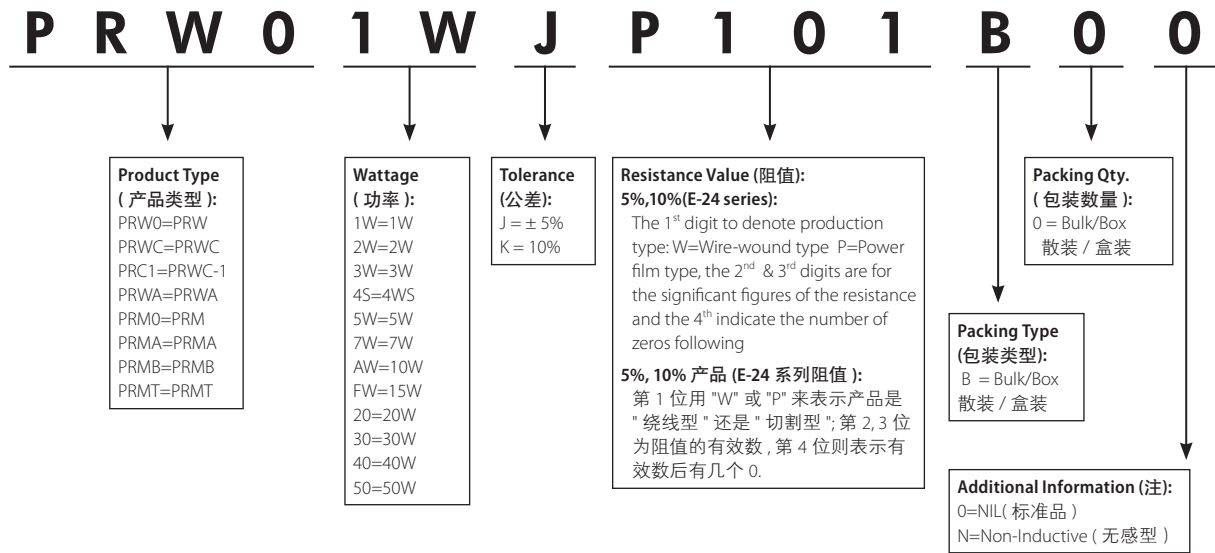 P R W 0 1 W J P 1 0 1 B 0 0
Product Type
( 产品类型 ):
PRW0=PRW
PRWC=PRWC
PRC1=PRWC-1
PRWA=PRWA
PRM0=PRM
PRMA=PRMA
PRMB=PRMB
PRMT=PRMT
Wattage
( 功率 ):
1W=1W
2W=2W
3W=3W
4S=4WS
5W=5W
7W=7W
AW=10W
FW=15W
20=20W
30=30W
40=40W
50=50W
Tolerance
(公差):
J = ± 5%
K = 10%
Resistance Value (阻值):
5%,10%(E-24 series):
The 1st digit to denote production
type: W=Wire-wound type P=Power
film type, the 2nd & 3rd digits are for
the significant figures of the resistance
and the 4th indicate the number of
zeros following
5%, 10% 产品 (E-24 系列阻值 ):
第 1 位用 "W" 或 "P" 来表示产品是
" 绕线型 " 还是 " 切割型 "; 第 2, 3 位
为阻值的有效数 , 第 4 位则表示有
效数后有几个 0.
Packing Type
(包装类型):
B = Bulk/Box
散装 / 盒装
Packing Qty.
( 包装数量 ):
0 = Bulk/Box
散装 / 盒装
Additional Information (注):
0=NIL( 标准品 )
N=Non-Inductive ( 无感型 )